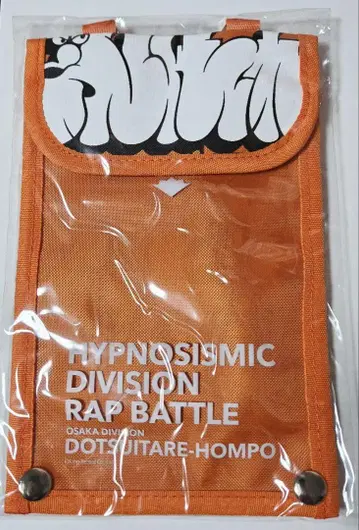 HYPNOSISMIC
DIVISION
RAP BATTLE
OSAKA DIVISION
DOTSUITARE-HOMPO